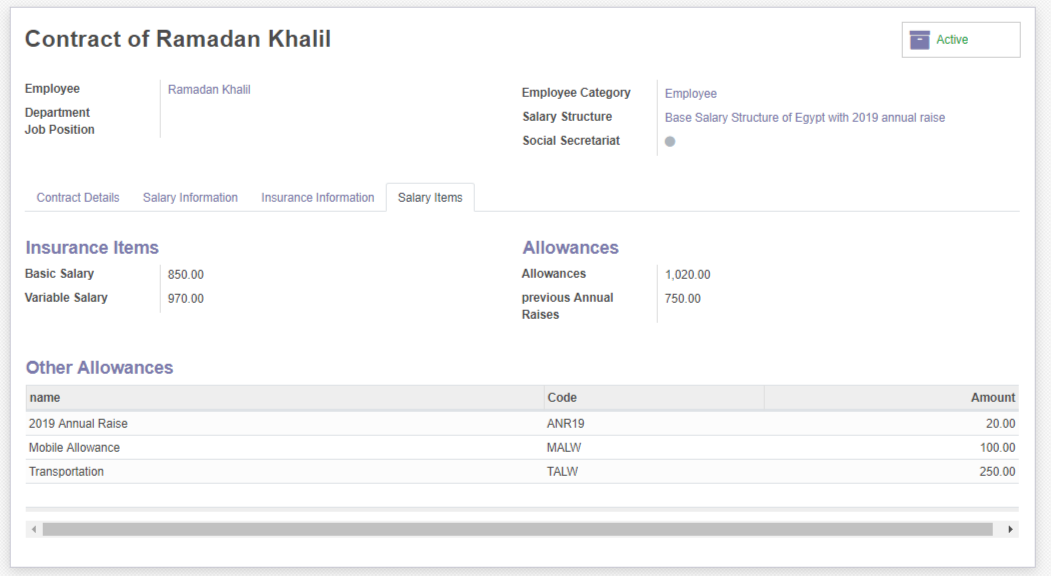 Contract of Ramadan Khalil
Active
Employee Ramadan Khalil
Department
Job Position
Employee Category Employee
Salary Structure Base Salary Structure of Egypt with 2019 annual raise
Social Secretariat
Contract Details Salary Information Insurance Information Salary Items
Insurance Items
Basic Salary 850.00
Variable Salary 970.00
Allowances
Allowances 1,020.00
previous Annual Raises 750.00
Other Allowances
name Code Amount
2019 Annual Raise ANR19 20.00
Mobile Allowance MALW 100.00
Transportation TALW 250.00